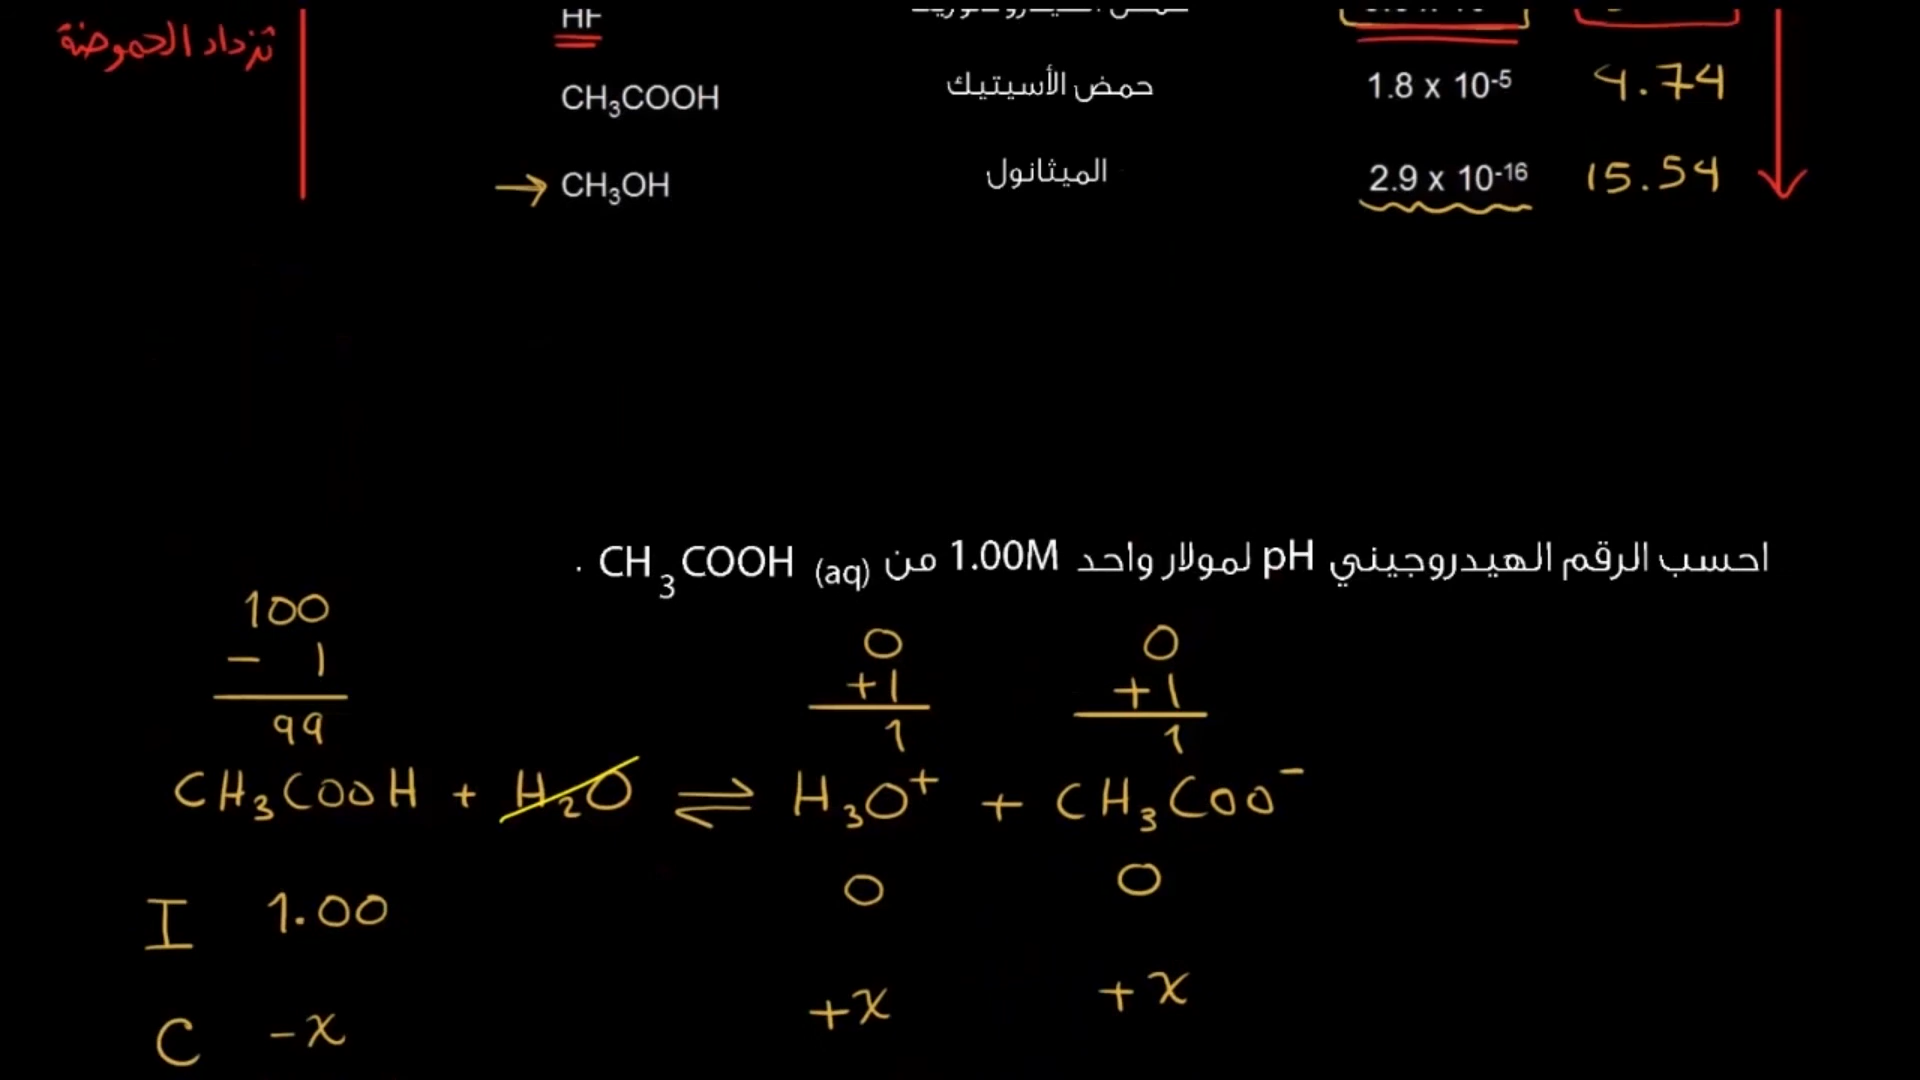 تزداد الحموضة
HF
CH₃COOH حمض الأسيتيك 1.8 x 10⁻⁵ 4.74
→ CH₃OH الميثانول 2.9 x 10⁻¹⁶ 15.54
احسب الرقم الهيدروجيني pH لمولار واحد 1.00M من CH₃COOH (aq) .
100 0 0
- 1 +1 +1
99 1 1
CH₃COOH + H₂O ⇌ H₃O⁺ + CH₃COO⁻
I 1.00 0 0
C -x +x +x